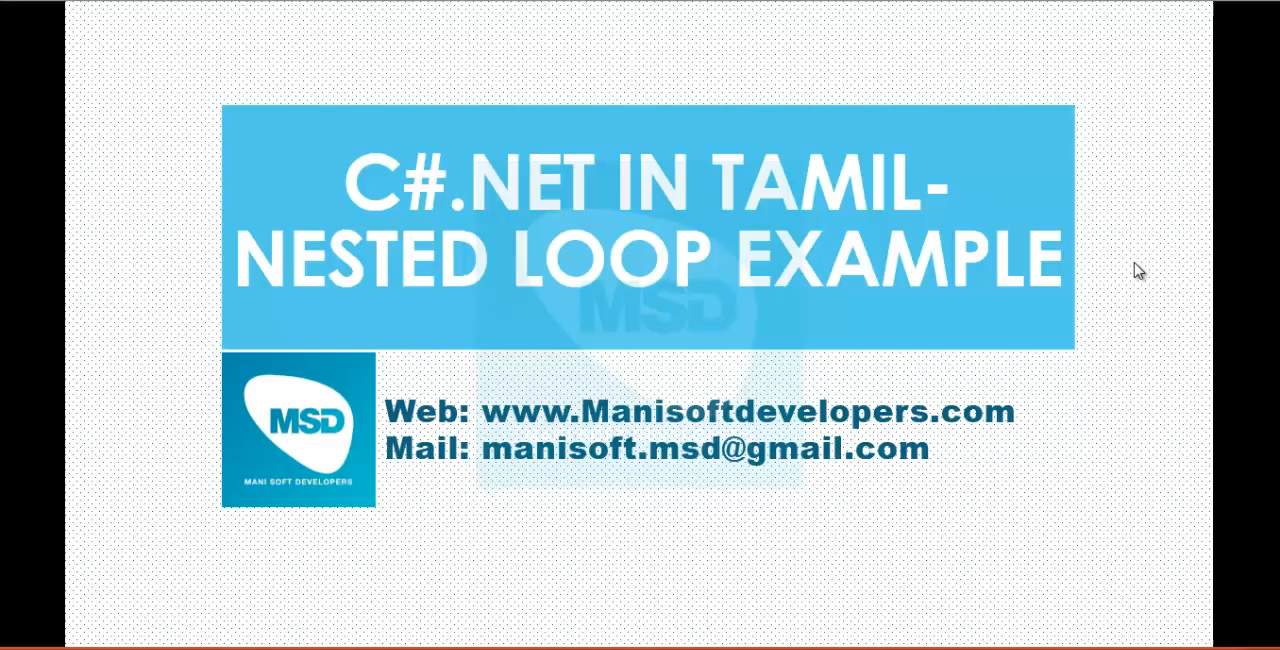 C#.NET IN TAMIL-
NESTED LOOP EXAMPLE
MSD
MSD
MANI SOFT DEVELOPERS
Web: www.Manisoftdevelopers.com
Mail: manisoft.msd@gmail.com